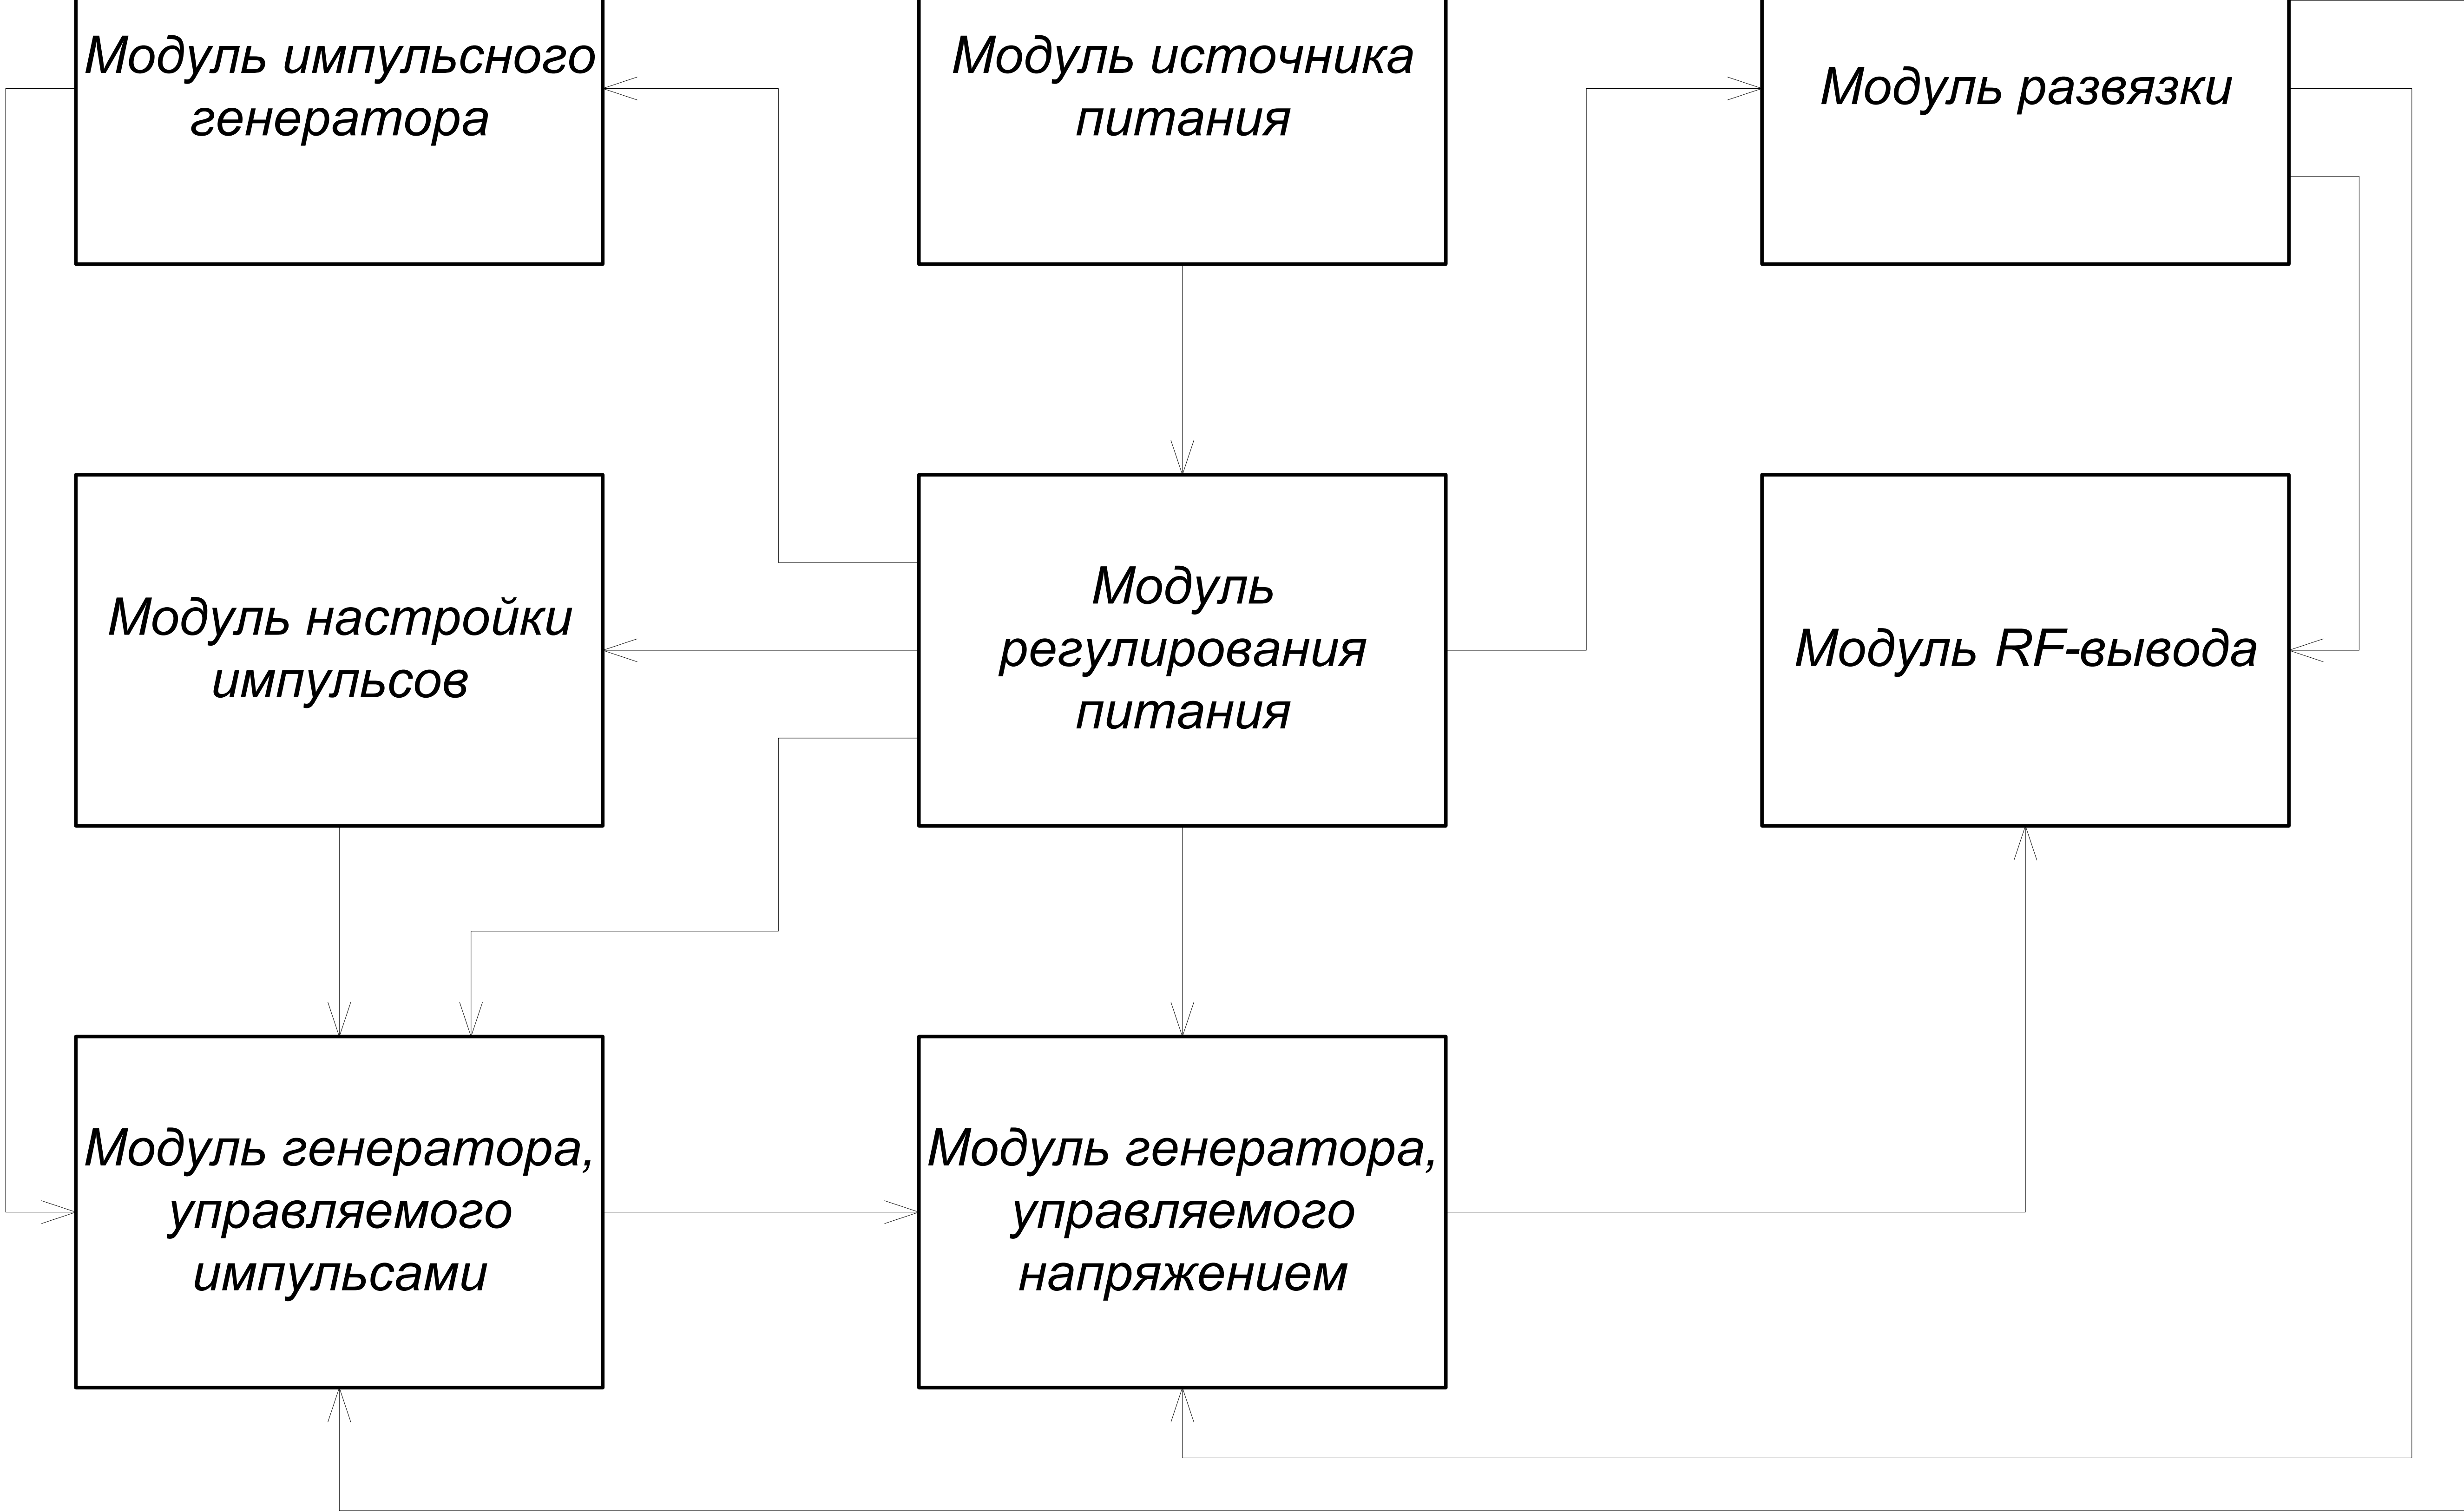 Модуль импульсного
генератора
Модуль источника
питания
Модуль развязки
Модуль настройки
импульсов
Модуль
регулирования
питания
Модуль RF-вывода
Модуль генератора,
управляемого
импульсами
Модуль генератора,
управляемого
напряжением